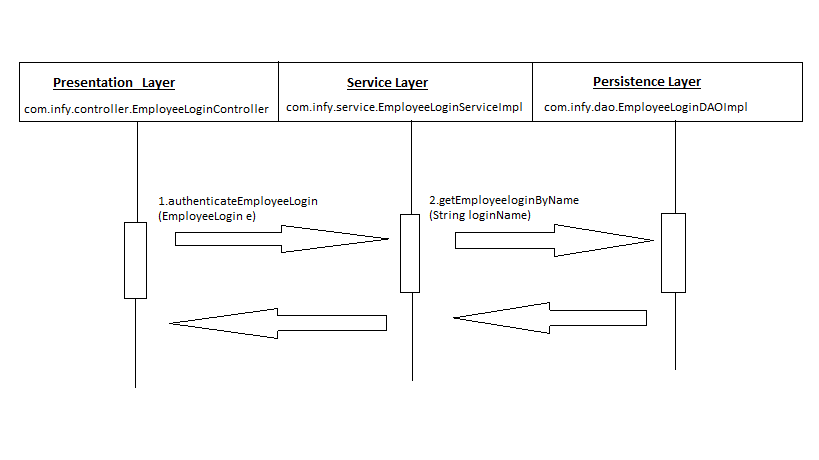 Presentation Layer
com.infy.controller.EmployeeLoginController
Service Layer
com.infy.service.EmployeeLoginServiceImpl
Persistence Layer
com.infy.dao.EmployeeLoginDAOImpl
1.authenticateEmployeeLogin
(EmployeeLogin e)
2.getEmployeeloginByName
(String loginName)